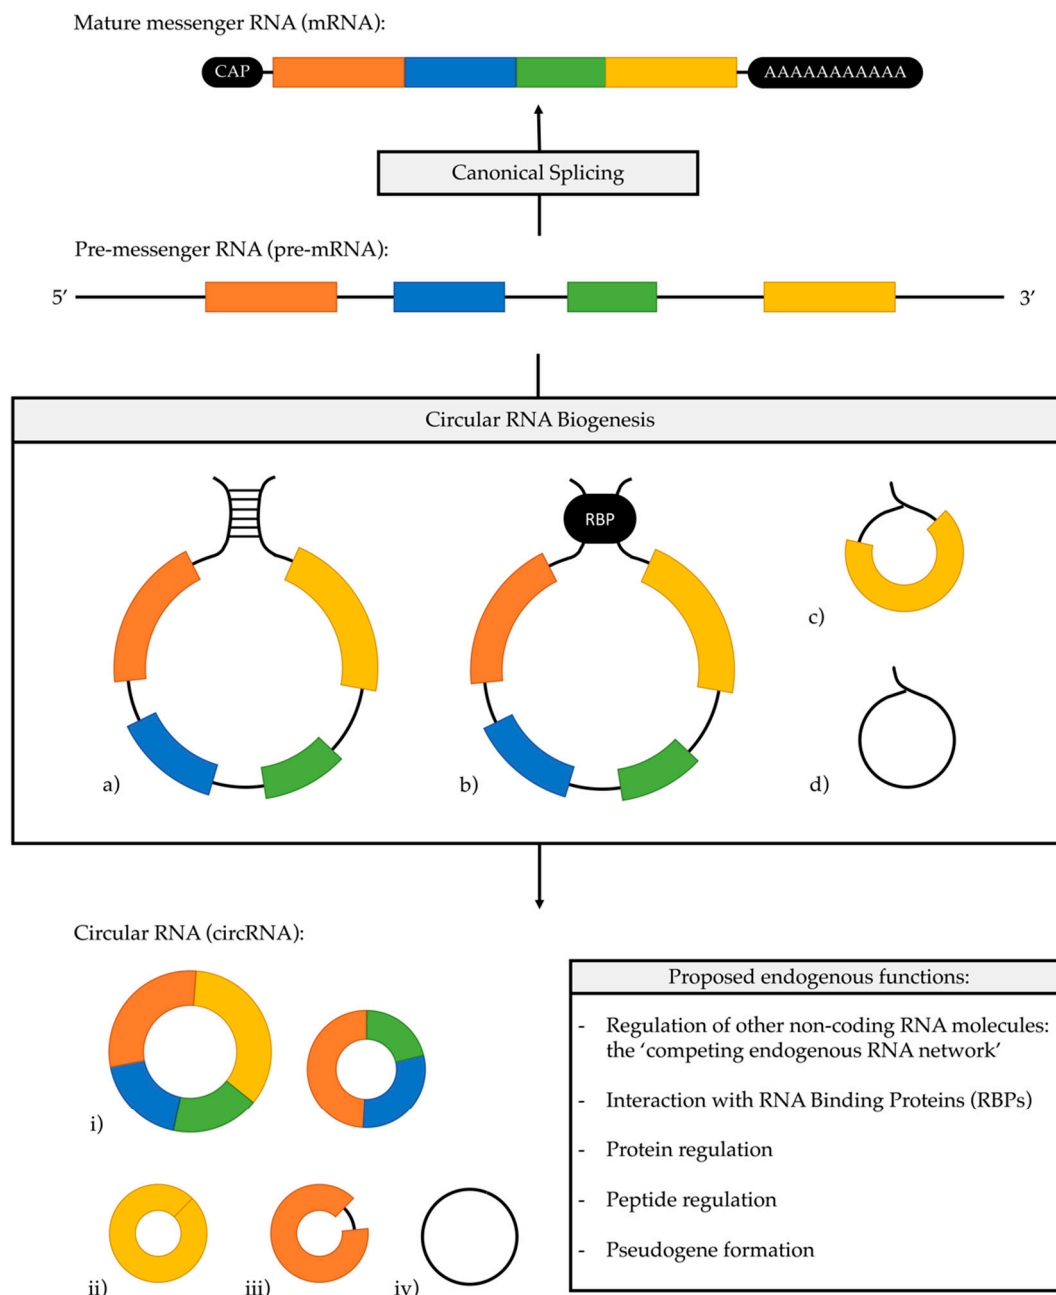 Mature messenger RNA (mRNA):
CAP
AAAAAAAAAAA
Canonical Splicing
Pre-messenger RNA (pre-mRNA):
5′
3′
Circular RNA Biogenesis
RBP
a)
b)
c)
d)
Circular RNA (circRNA):
i)
ii)
iii)
iv)
Proposed endogenous functions:
- Regulation of other non-coding RNA molecules:
the ‘competing endogenous RNA network’
- Interaction with RNA Binding Proteins (RBPs)
- Protein regulation
- Peptide regulation
- Pseudogene formation